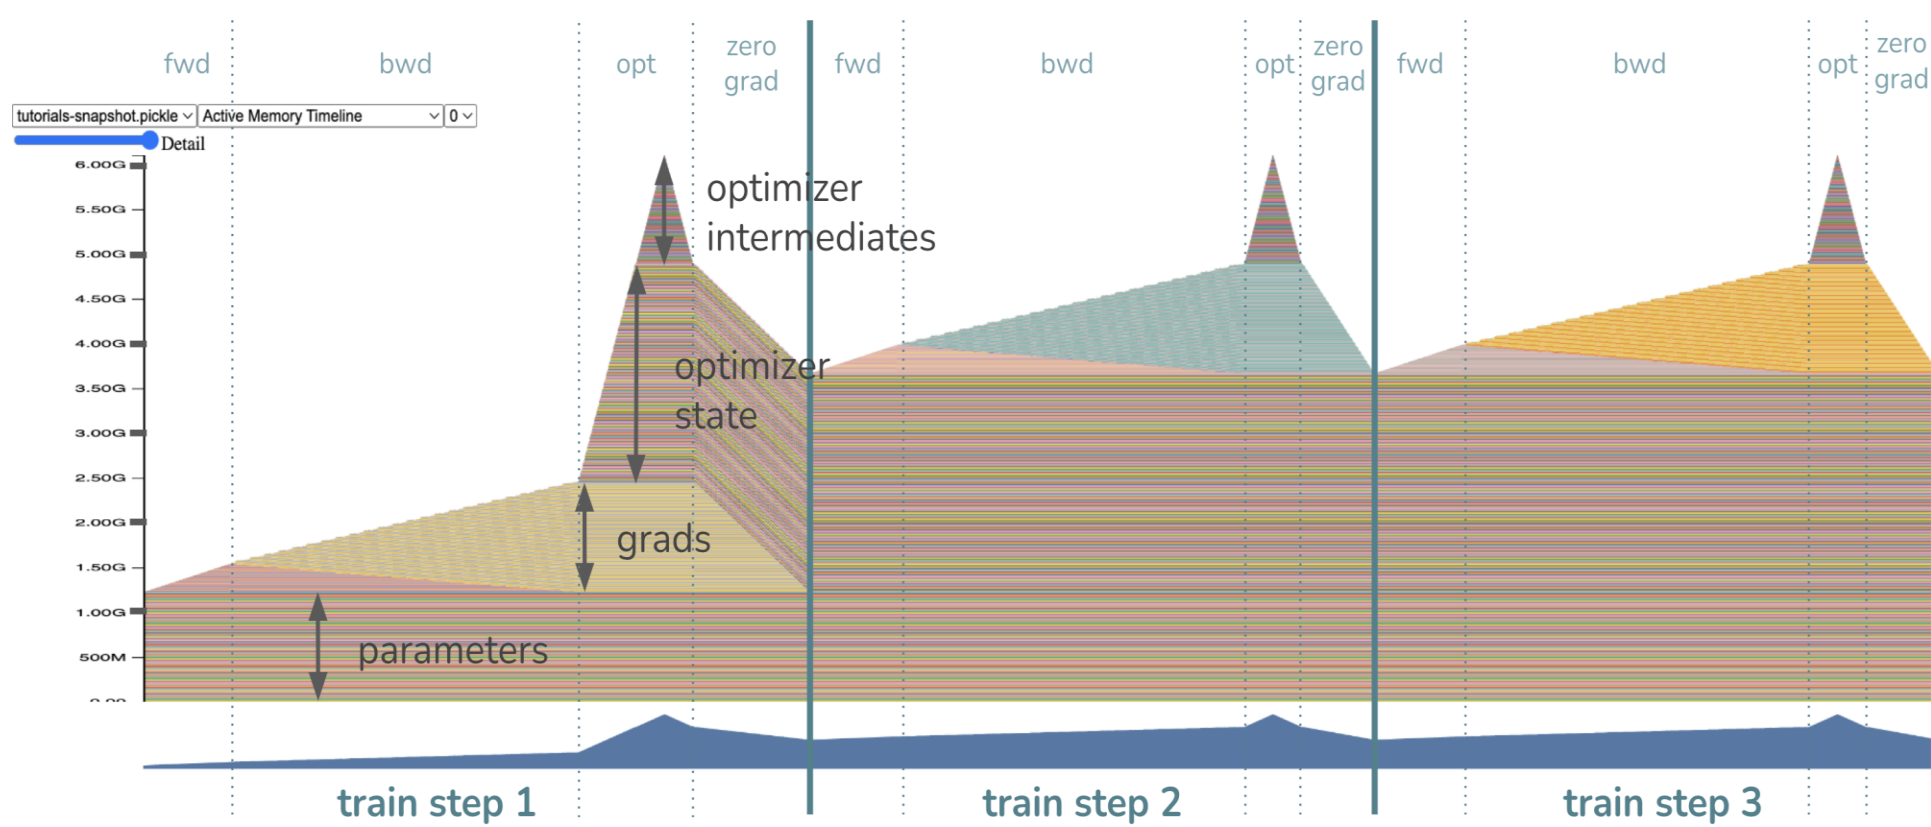 fwd bwd opt zero grad fwd bwd opt zero grad fwd bwd opt zero grad
tutorials-snapshot.pickle Active Memory Timeline 0
Detail
6.00G
5.50G
5.00G
4.50G
4.00G
3.50G
3.00G
2.50G
2.00G
1.50G
1.00G
500M
optimizer
intermediates
optimizer
state
grads
parameters
train step 1 train step 2 train step 3